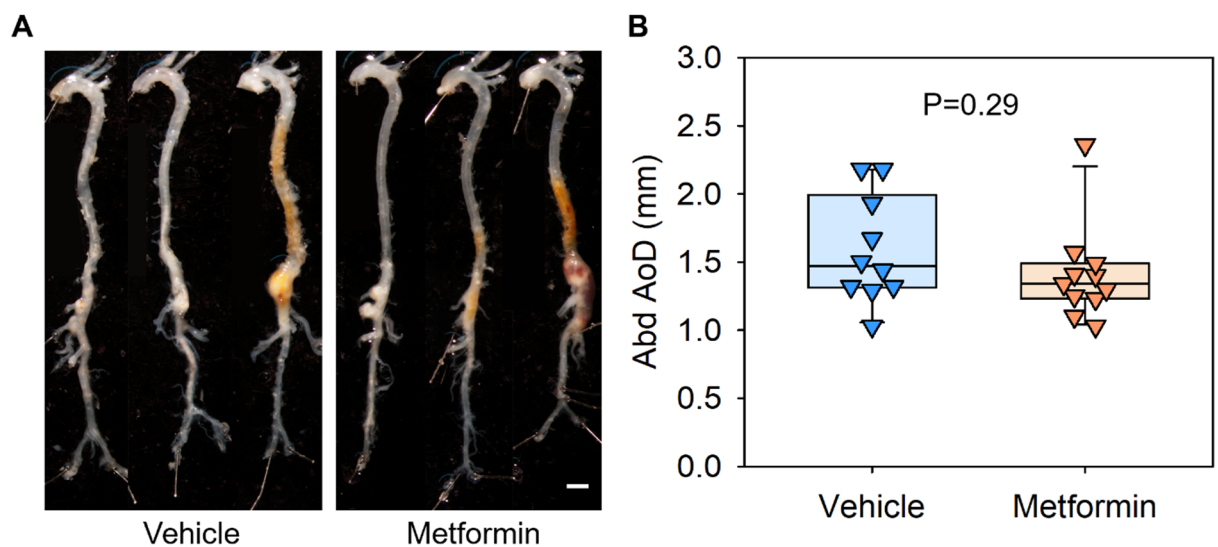 A
Vehicle
Metformin
B
Abd AoD (mm)
3.0
2.5
2.0
1.5
1.0
0.5
0.0
P=0.29
Vehicle
Metformin